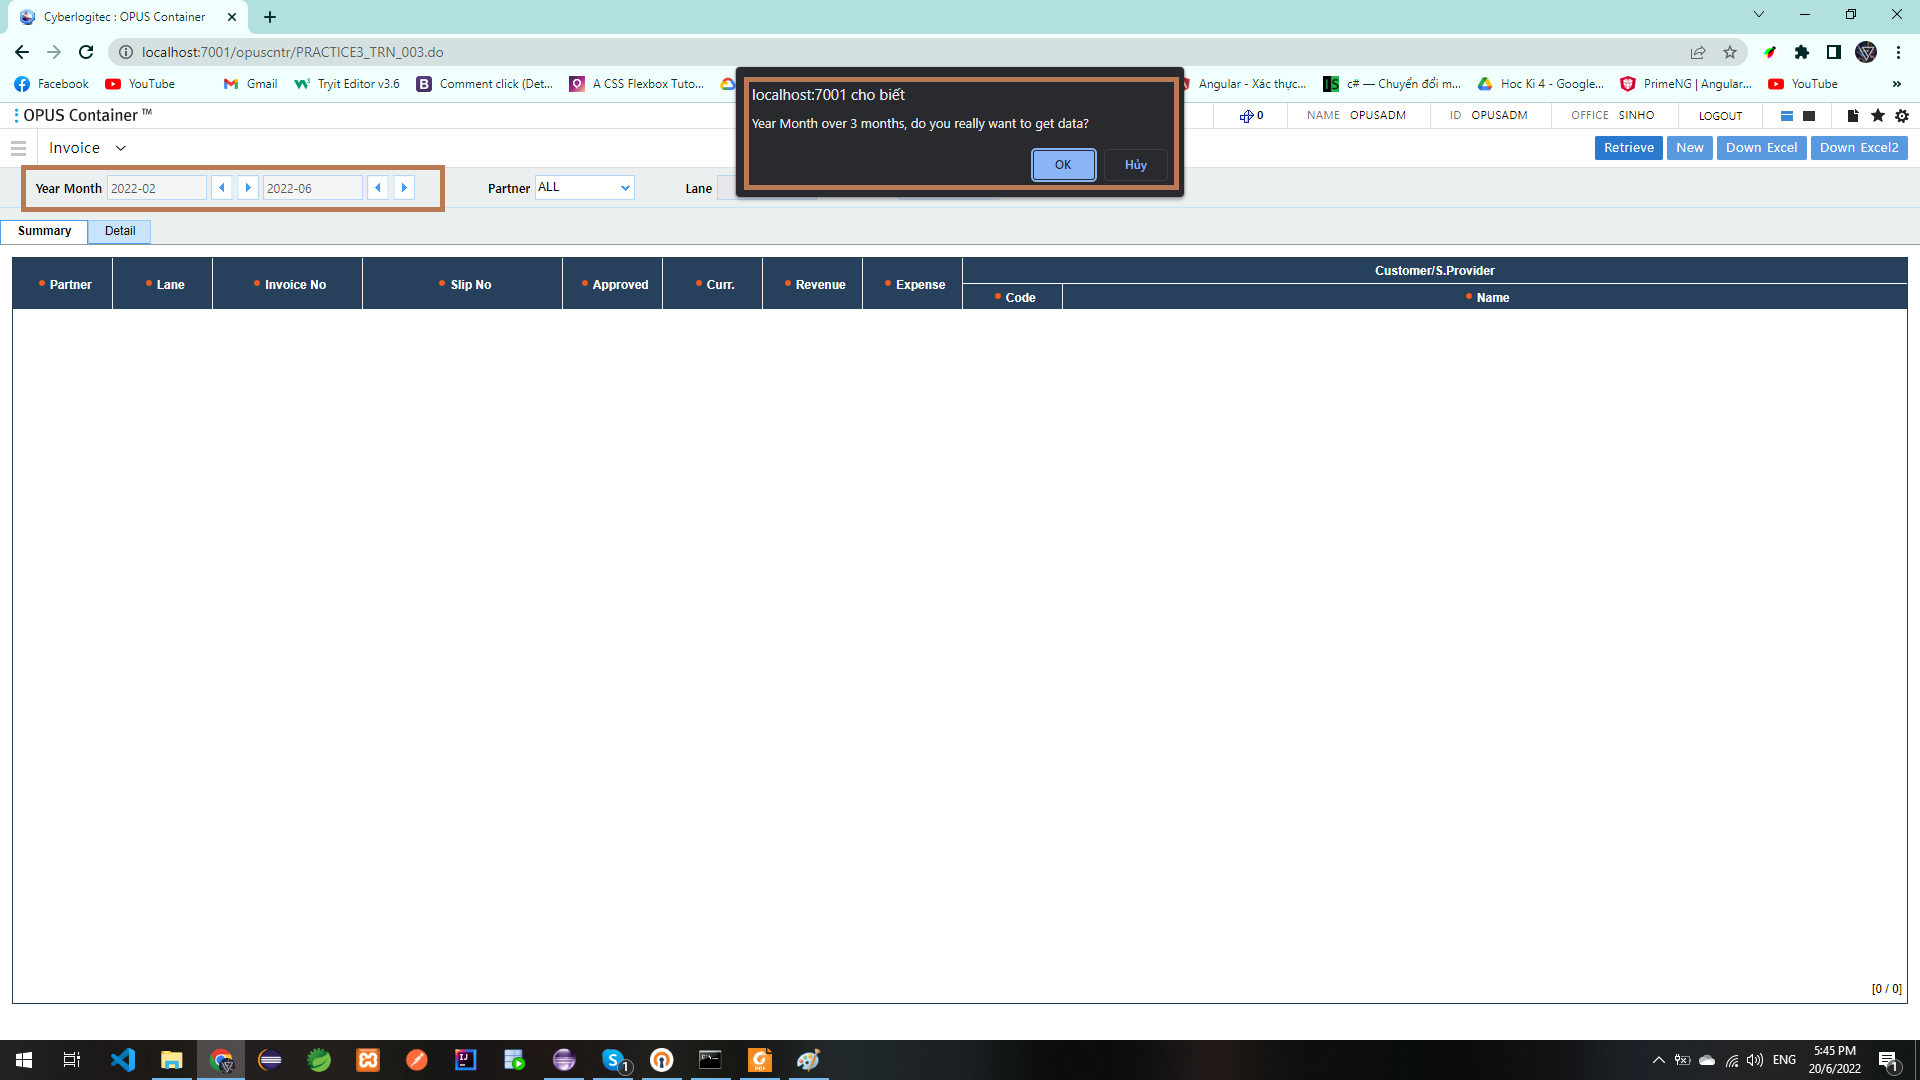 Cyberlogitec : OPUS Container
localhost:7001/opuscntr/PRACTICE3_TRN_003.do
Facebook
YouTube
Gmail
Tryit Editor v3.6
Comment click (Det...
A CSS Flexbox Tuto...
Angular - Xác thực...
c# — Chuyển đổi m...
Hoc Ki 4 - Google...
PrimeNG | Angular...
YouTube
»
localhost:7001 cho biết
Year Month over 3 months, do you really want to get data?
OK
Hủy
OPUS Container ™
0
NAME OPUSADM
ID OPUSADM
OFFICE SINHO
LOGOUT
Invoice
Retrieve
New
Down Excel
Down Excel2
Year Month 2022-02 2022-06
Partner ALL
Lane
Summary
Detail
Partner
Lane
Invoice No
Slip No
Approved
Curr.
Revenue
Expense
Customer/S.Provider
Code
Name
[0 / 0]
ENG
5:45 PM
20/6/2022